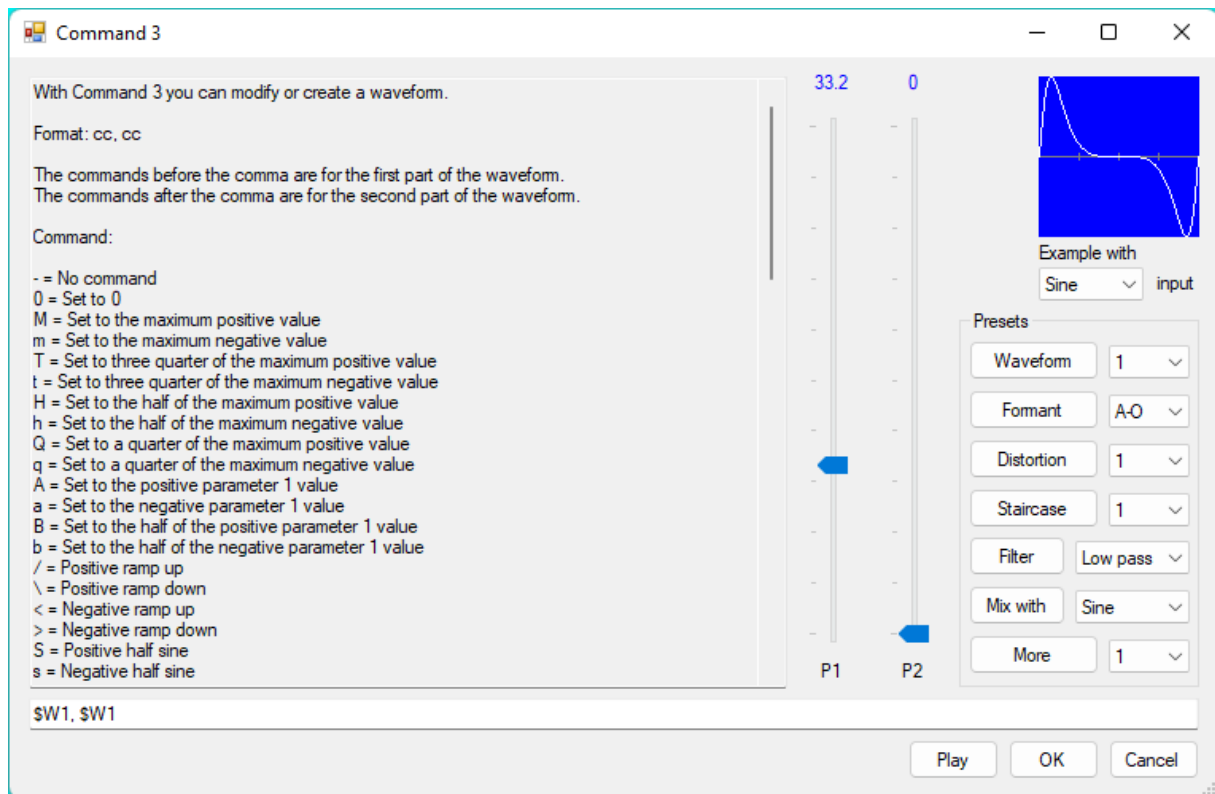 Command 3
With Command 3 you can modify or create a waveform.
Format: cc, cc
The commands before the comma are for the first part of the waveform.
The commands after the comma are for the second part of the waveform.
Command:
- = No command
0 = Set to 0
M = Set to the maximum positive value
m = Set to the maximum negative value
T = Set to three quarter of the maximum positive value
t = Set to three quarter of the maximum negative value
H = Set to the half of the maximum positive value
h = Set to the half of the maximum negative value
Q = Set to a quarter of the maximum positive value
q = Set to a quarter of the maximum negative value
A = Set to the positive parameter 1 value
a = Set to the negative parameter 1 value
B = Set to the half of the positive parameter 1 value
b = Set to the half of the negative parameter 1 value
/ = Positive ramp up
\ = Positive ramp down
< = Negative ramp up
> = Negative ramp down
S = Positive half sine
s = Negative half sine
33.2 0
P1 P2
Example with
Sine input
Presets
Waveform 1
Formant A-O
Distortion 1
Staircase 1
Filter Low pass
Mix with Sine
More 1
$W1, $W1
Play OK Cancel